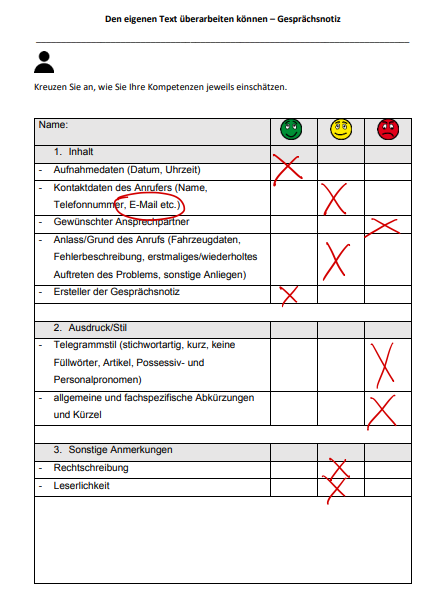 Den eigenen Text überarbeiten können – Gesprächsnotiz
Kreuzen Sie an, wie Sie Ihre Kompetenzen jeweils einschätzen.
Name:
1. Inhalt
- Aufnahmedaten (Datum, Uhrzeit)
- Kontaktdaten des Anrufers (Name,
Telefonnummer, E-Mail etc.)
- Gewünschter Ansprechpartner
- Anlass/Grund des Anrufs (Fahrzeugdaten,
Fehlerbeschreibung, erstmaliges/wiederholtes
Auftreten des Problems, sonstige Anliegen)
- Ersteller der Gesprächsnotiz
2. Ausdruck/Stil
- Telegrammstil (stichwortartig, kurz, keine
Füllwörter, Artikel, Possessiv- und
Personalpronomen)
- allgemeine und fachspezifische Abkürzungen
und Kürzel
3. Sonstige Anmerkungen
- Rechtschreibung
- Leserlichkeit